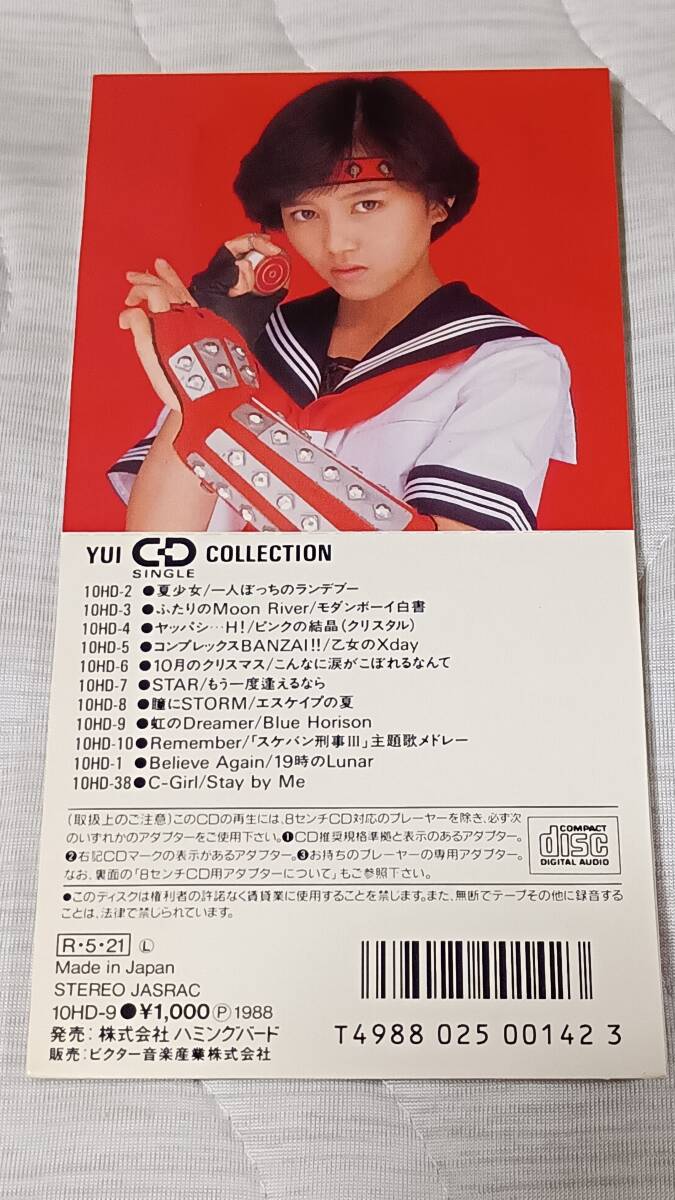 YUI CD SINGLE COLLECTION
10HD-2 ●夏少女/一人ぼっちのランデブー
10HD-3 ●ふたりのMoon River/モダンボーイ白書
10HD-4 ●ヤッパシ…H!/ピンクの結晶(クリスタル)
10HD-5 ●コンプレックスBANZAI!!/乙女のXday
10HD-6 ●10月のクリスマス/こんなに涙がこぼれるなんて
10HD-7 ●STAR/もう一度逢えるなら
10HD-8 ●瞳にSTORM/エスケイプの夏
10HD-9 ●虹のDreamer/Blue Horison
10HD-10●Remember/「スケバン刑事III」主題歌メドレー
10HD-1 ●Believe Again/19時のLunar
10HD-38●C-Girl/Stay by Me
(取扱上のご注意)このCDの再生には、8センチCD対応のプレーヤーを除き、必ず次
のいずれかのアダプターをご使用下さい。❶CD推奨規格準拠と表示のあるアダプター。
❷右記CDマークの表示があるアダプター。❸お持ちのプレーヤーの専用アダプター。
なお、裏面の「8センチCD用アダプターについて」もご参照下さい。
COMPACT
disc
DIGITAL AUDIO
●このディスクは権利者の許諾なく賃貸業に使用することを禁じます。また、無断でテープその他に録音する
ことは、法律で禁じられています。
R・5・21 Ⓛ
Made in Japan
STEREO JASRAC
10HD-9●¥1,000 Ⓟ1988
発売:株式会社 ハミングバード
販売:ビクター音楽産業株式会社
T4988 025 00142 3